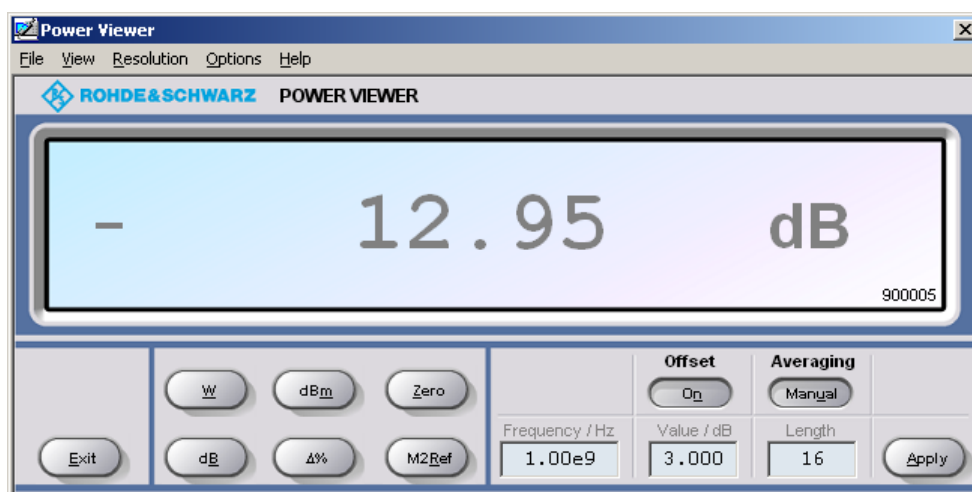 Power Viewer
File View Resolution Options Help
ROHDE&SCHWARZ POWER VIEWER
- 12.95 dB
900005
Offset Averaging
W dBm Zero On Manual
Frequency / Hz Value / dB Length
Exit dB Δ% M2Ref 1.00e9 3.000 16 Apply